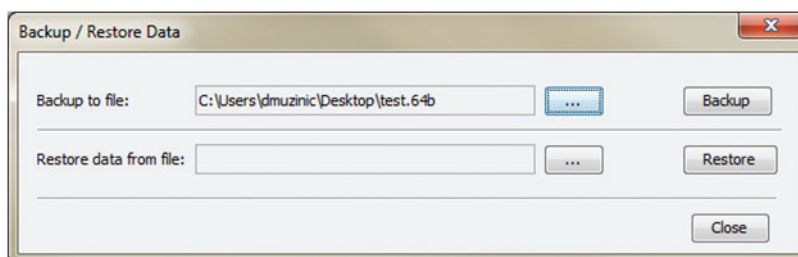 Backup / Restore Data
Backup to file: C:\Users\dmuzinic\Desktop\test.64b ... Backup
Restore data from file: ... Restore
Close